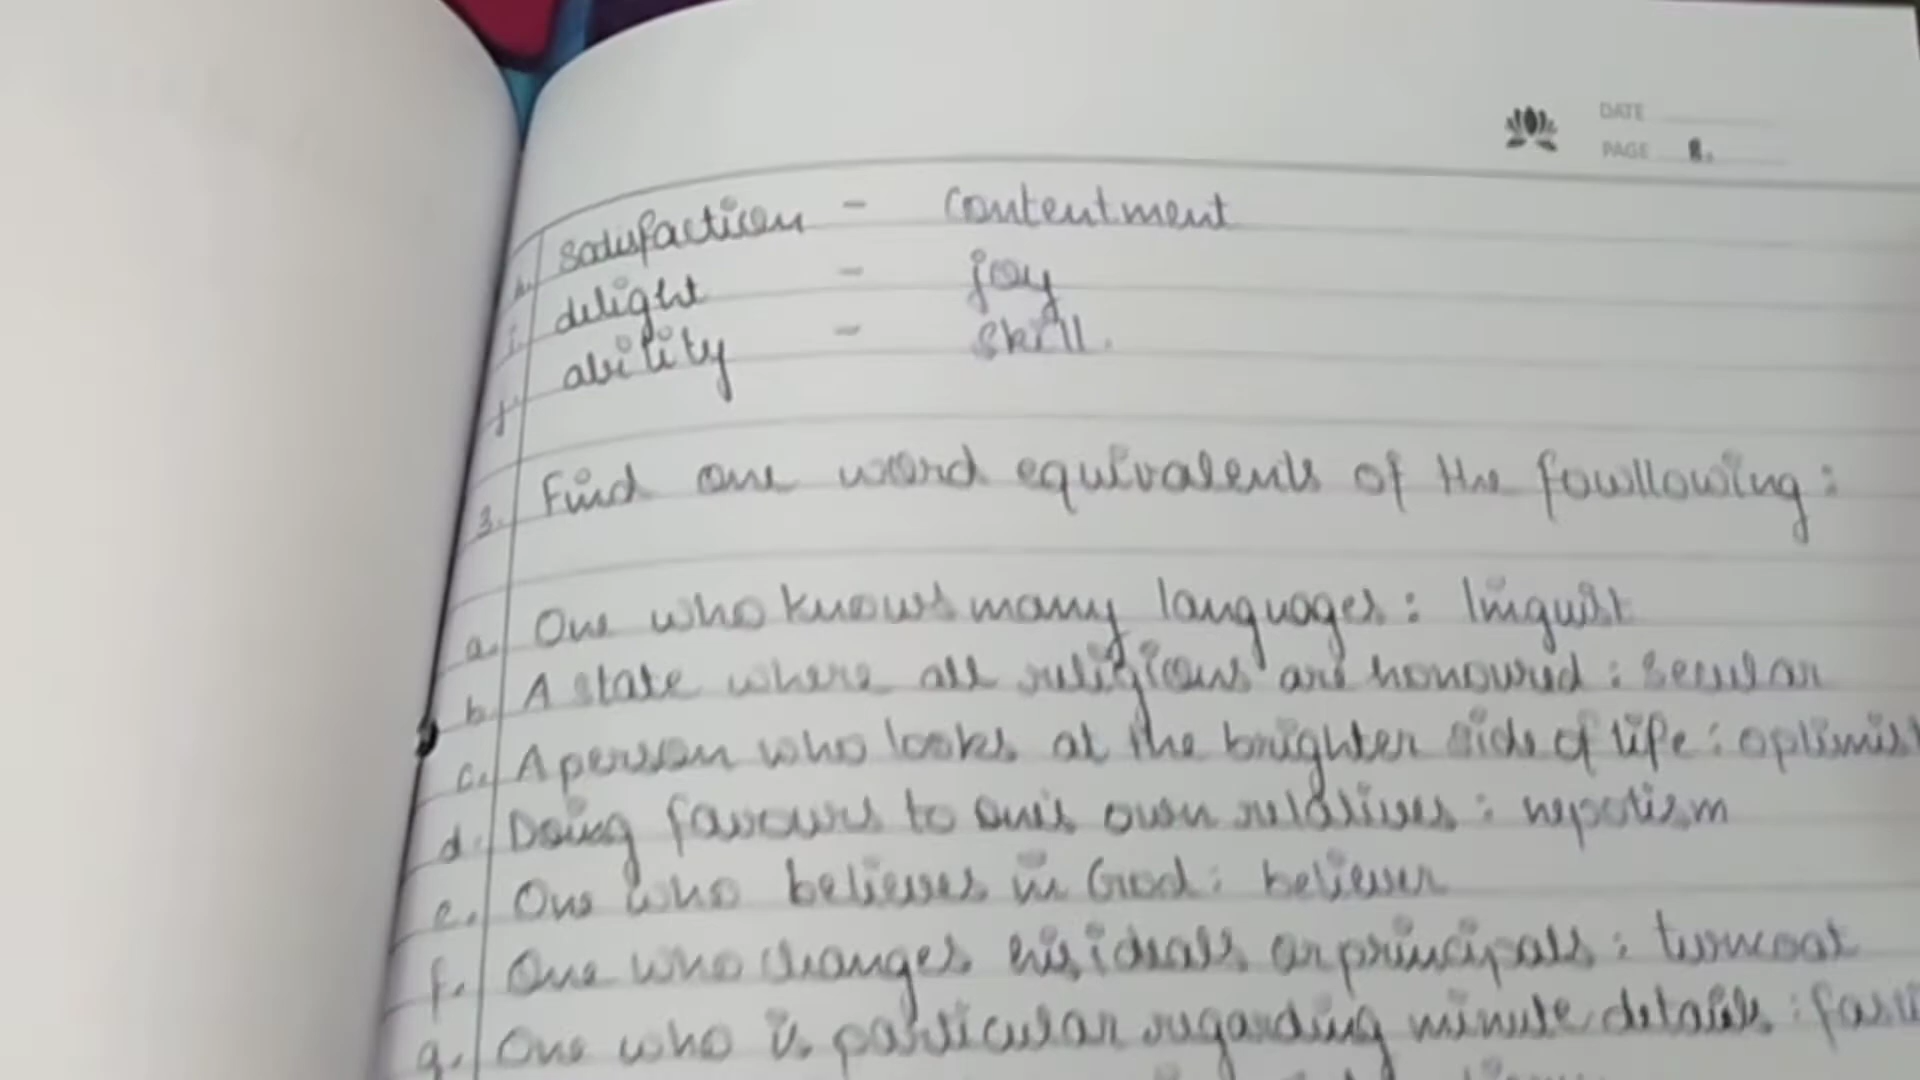 DATE
PAGE 8.
h. satisfaction - contentment
i. delight - joy
j. ability - skill.
3. Find one word equivalents of the fowllowing:
a. One who knows many languages: linguist
b. A state where all religions are honoured: secular
c. A person who looks at the brighter side of life: optimist
d. Doing favours to one's own relatives: nepotism
e. One who believes in God: believer
f. One who changes his ideals or principals: turncoat
g. One who is particular regarding minute details: